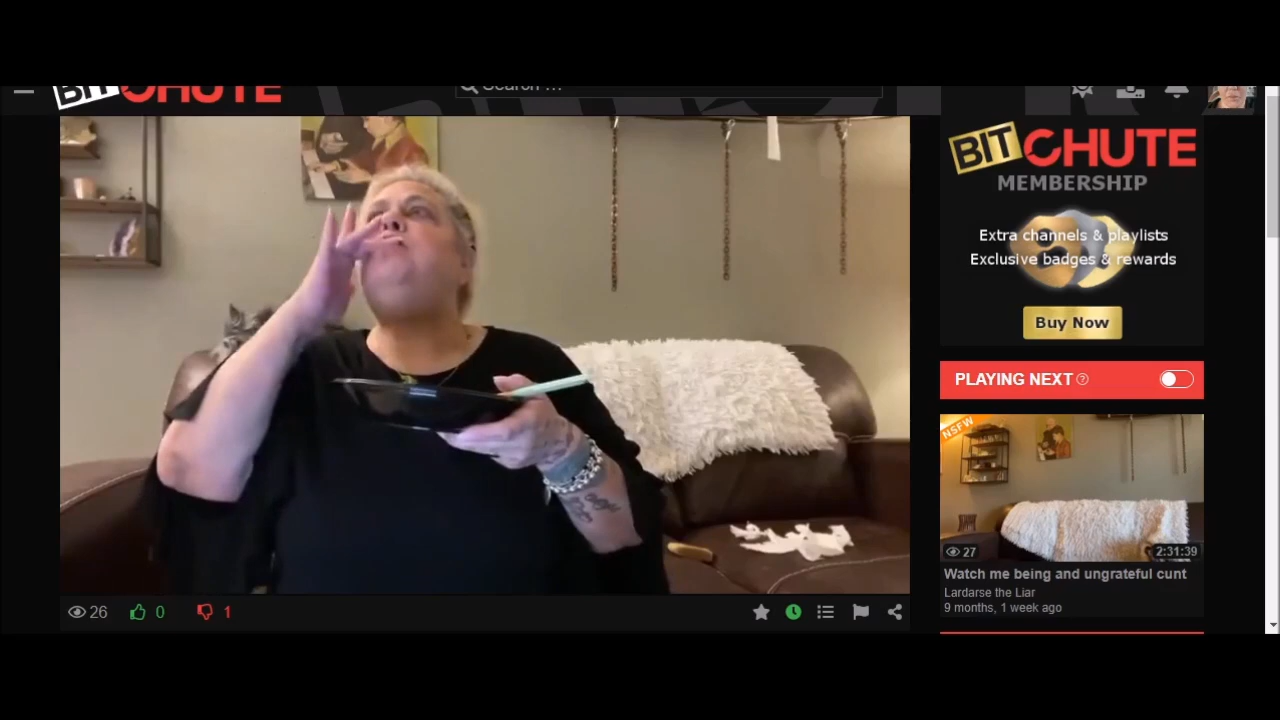 BITCHUTE
Search ...
BITCHUTE
MEMBERSHIP
Extra channels & playlists
Exclusive badges & rewards
Buy Now
PLAYING NEXT ?
NSFW
27
2:31:39
Watch me being and ungrateful cunt
Lardarse the Liar
9 months, 1 week ago
26
0
1